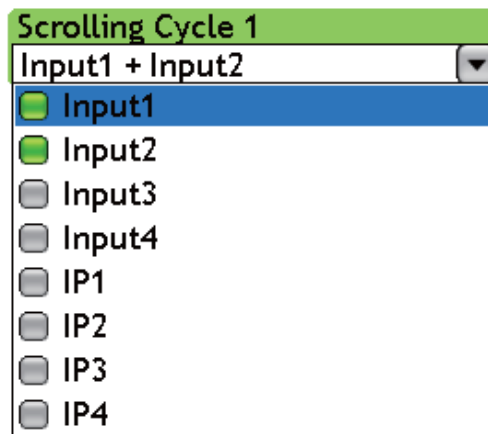 Scrolling Cycle 1
Input1 + Input2
Input1
Input2
Input3
Input4
IP1
IP2
IP3
IP4